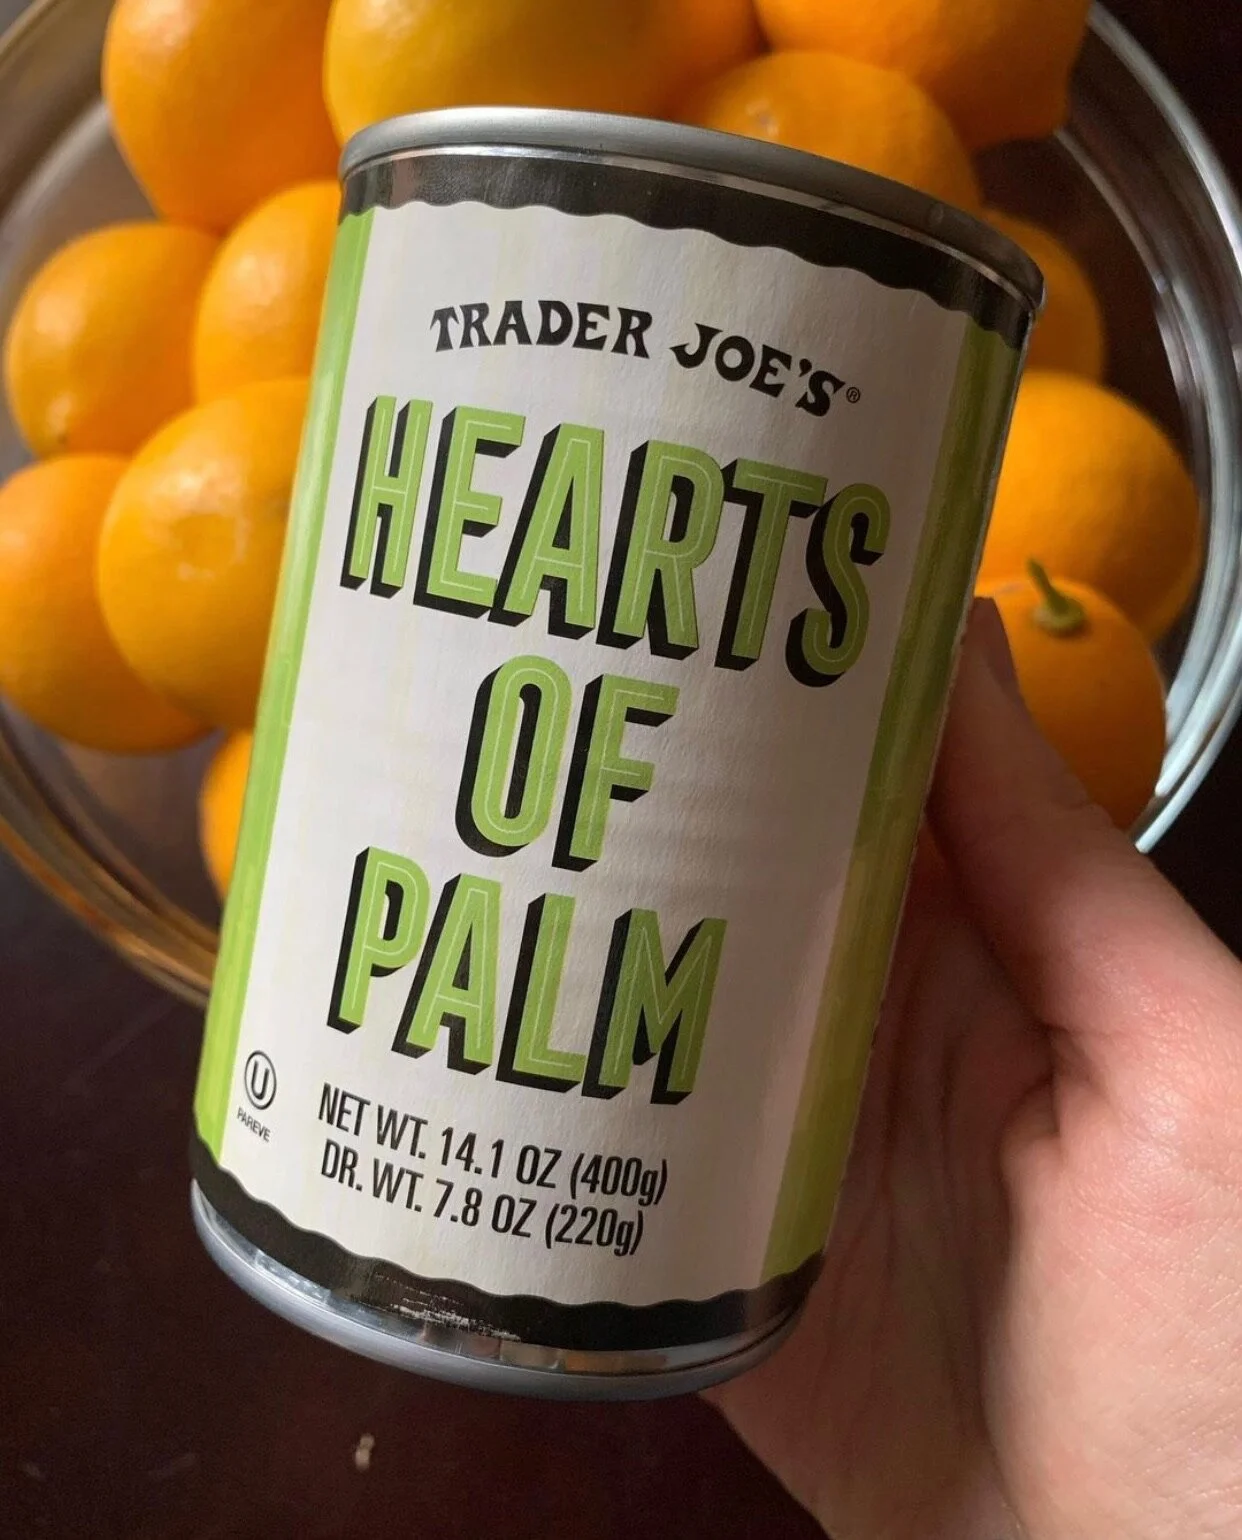 TRADER JOE'S®
HEARTS
OF
PALM
U
PAREVE
NET WT. 14.1 OZ (400g)
DR. WT. 7.8 OZ (220g)